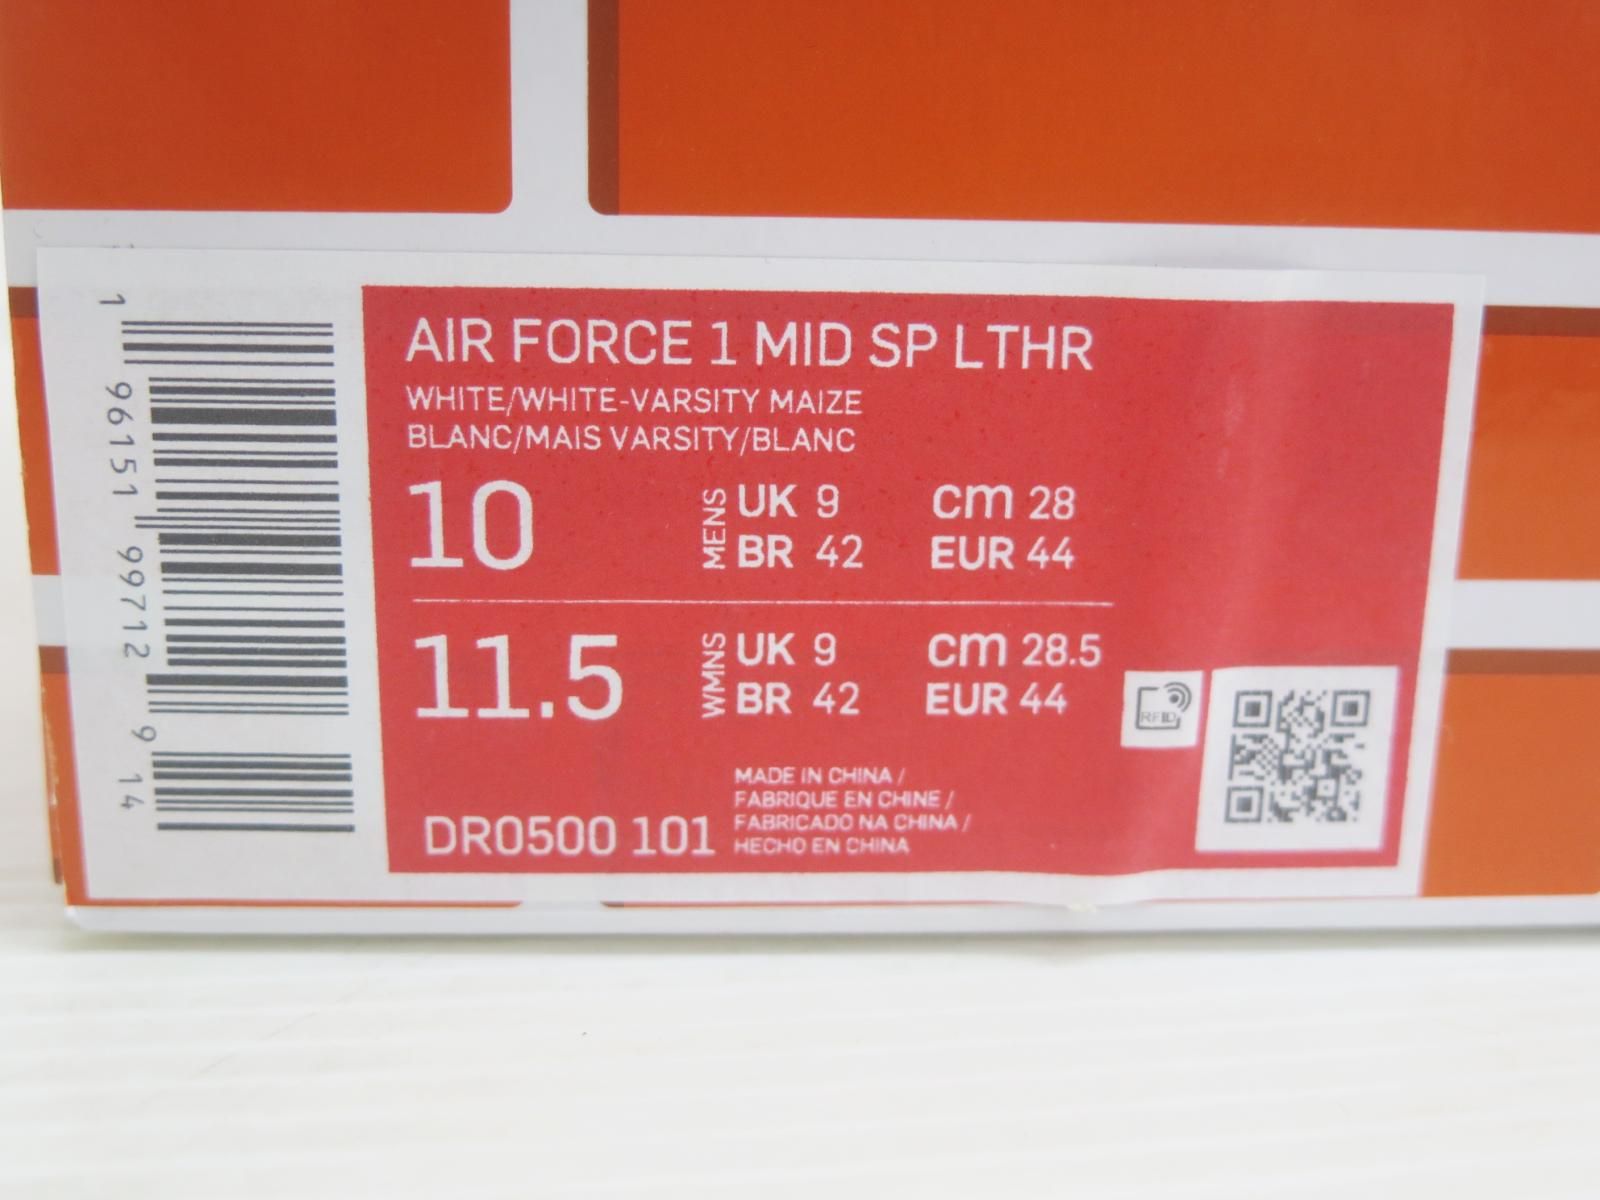 AIR FORCE 1 MID SP LTHR
WHITE/WHITE-VARSITY MAIZE
BLANC/MAIS VARSITY/BLANC
10 MENS UK 9 cm 28
BR 42 EUR 44
11.5 WMNS UK 9 cm 28.5
BR 42 EUR 44
RFID
DR0500 101
MADE IN CHINA /
FABRIQUE EN CHINE /
FABRICADO NA CHINA /
HECHO EN CHINA
1 96151 99712 9 14